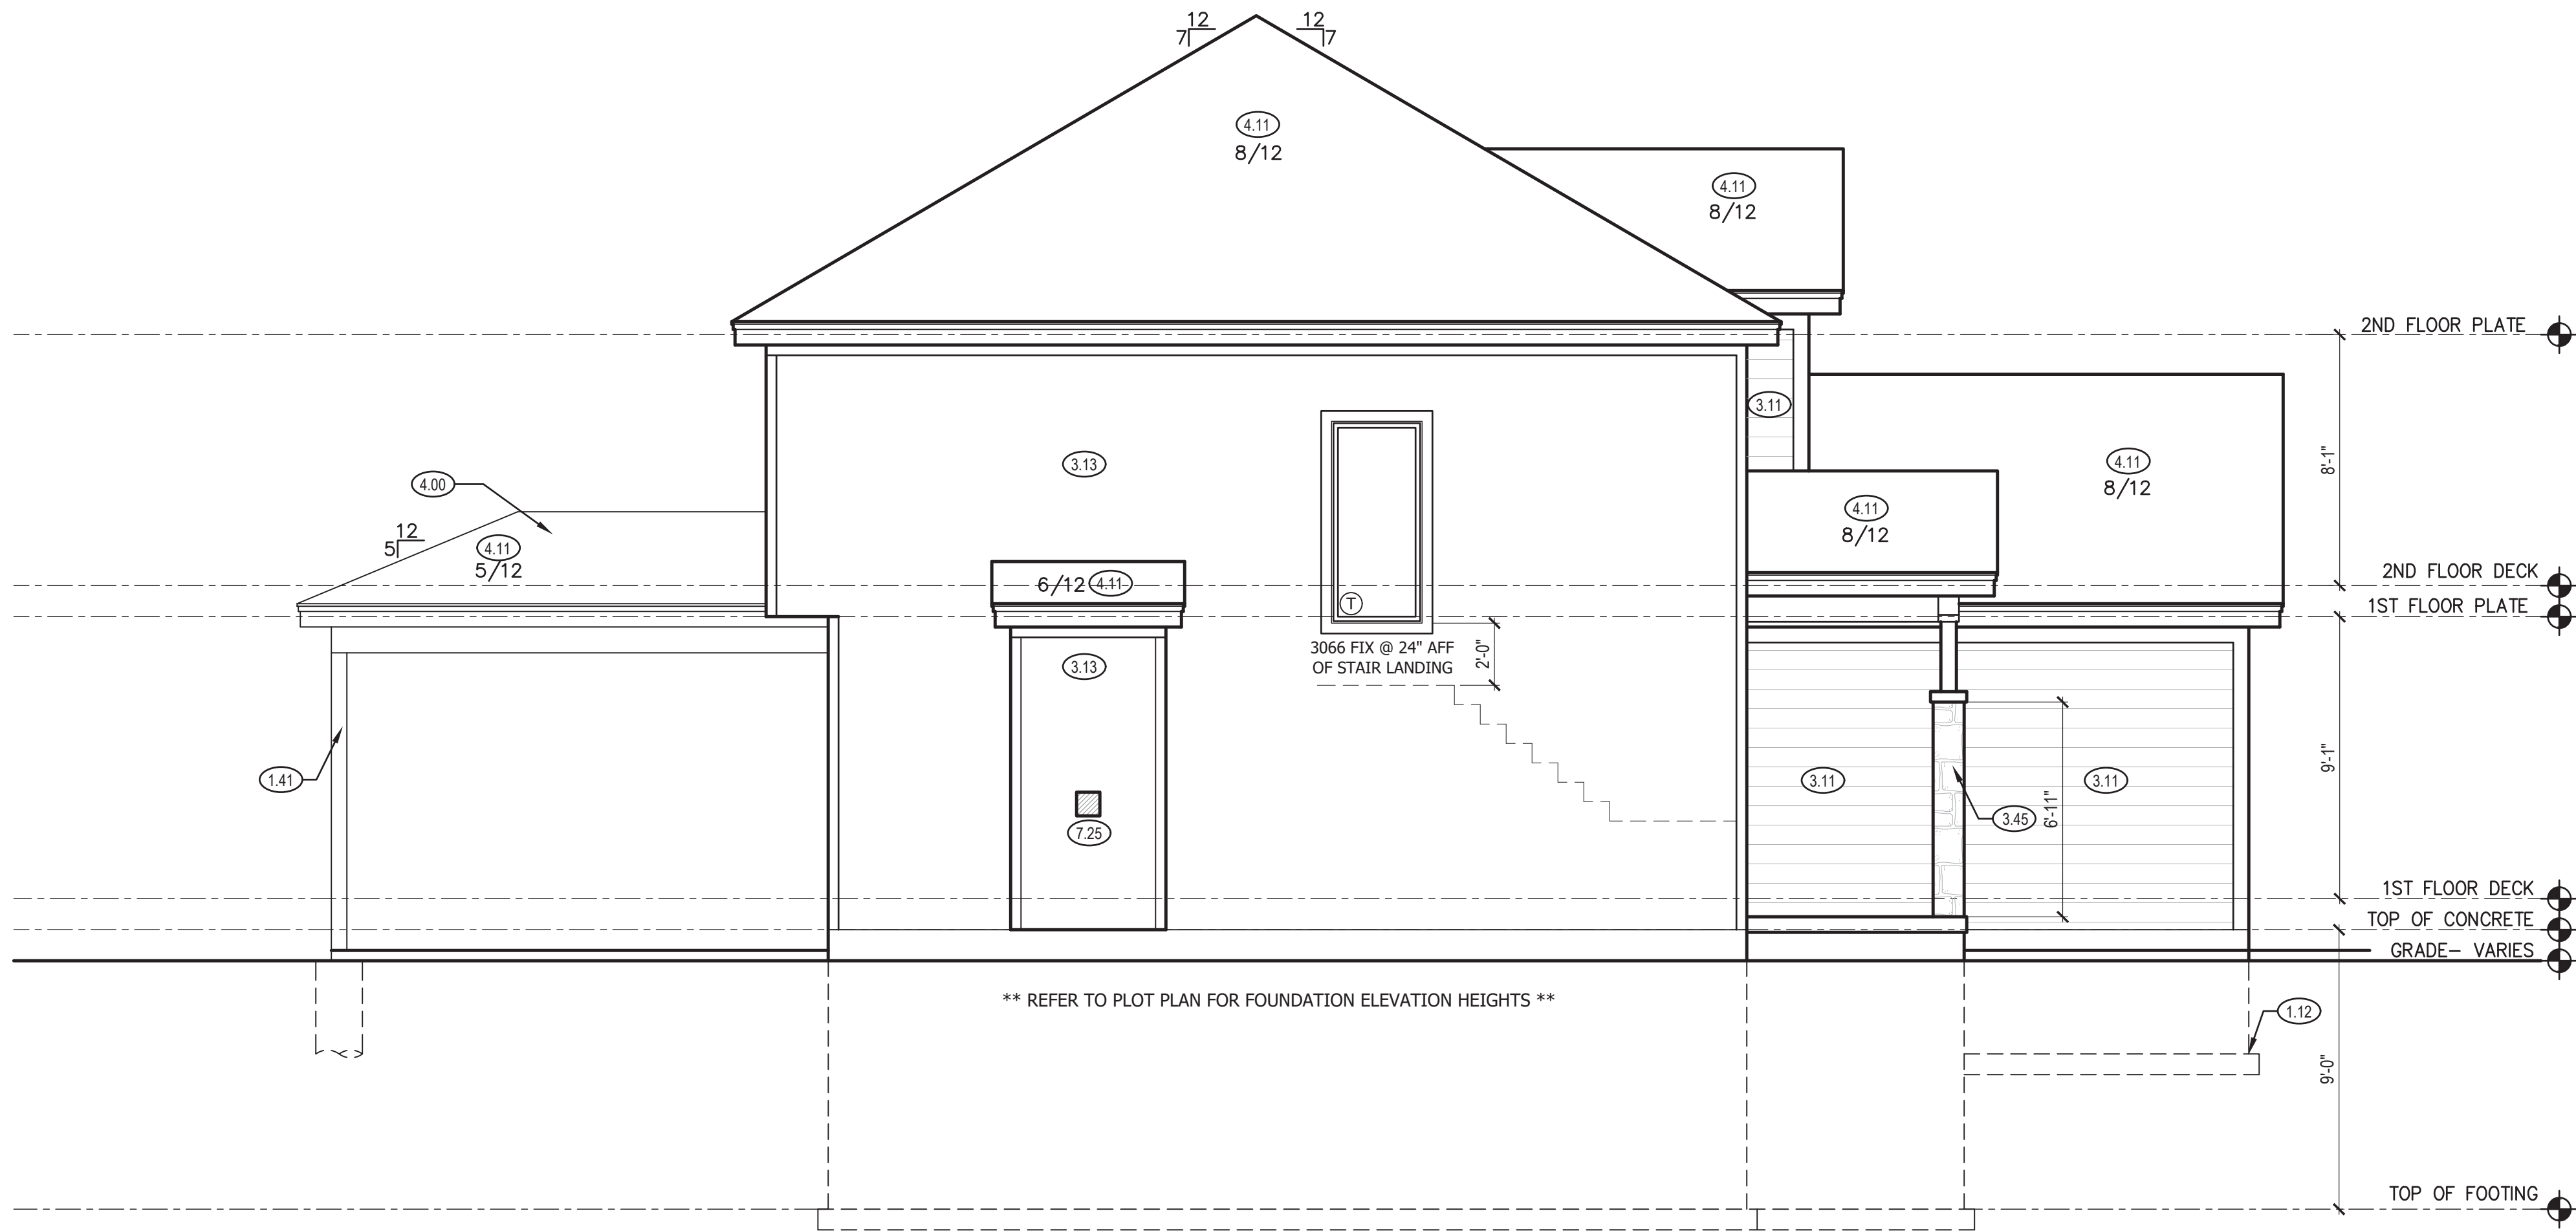 12
7
12
7
4.11
8/12
4.11
8/12
2ND FLOOR PLATE
3.11
8'-1"
3.13
4.11
8/12
4.00
4.11
8/12
12
5
4.11
5/12
6/12 4.11
2ND FLOOR DECK
T
1ST FLOOR PLATE
3066 FIX @ 24" AFF
OF STAIR LANDING
2'-0"
3.13
9'-1"
1.41
3.11
3.11
6'-11"
3.45
7.25
1ST FLOOR DECK
TOP OF CONCRETE
GRADE- VARIES
** REFER TO PLOT PLAN FOR FOUNDATION ELEVATION HEIGHTS **
1.12
9'-0"
TOP OF FOOTING